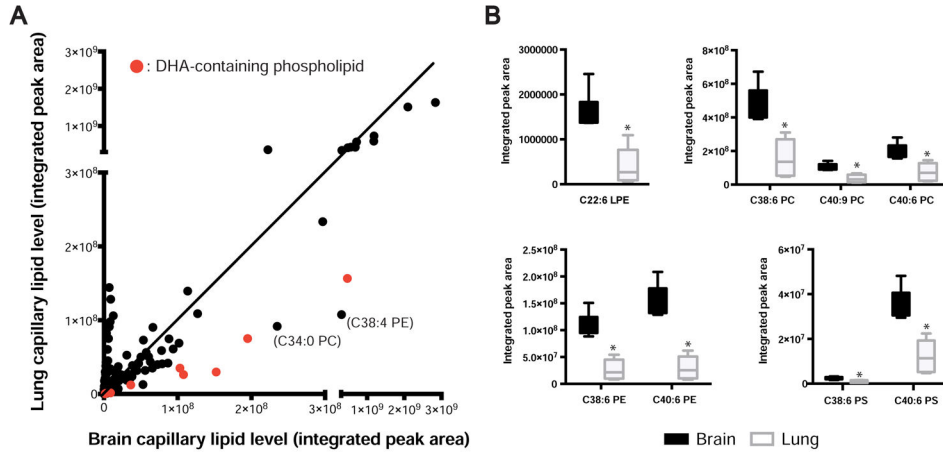 A
Lung capillary lipid level (integrated peak area)
3×10⁹
2×10⁹
1×10⁹
3×10⁸
2×10⁸
1×10⁸
0
: DHA-containing phospholipid
(C34:0 PC)
(C38:4 PE)
0
1×10⁸
2×10⁸
3×10⁸
1×10⁹
2×10⁹
3×10⁹
Brain capillary lipid level (integrated peak area)
B
Integrated peak area
3000000
2000000
1000000
0
*
C22:6 LPE
Integrated peak area
8×10⁸
6×10⁸
4×10⁸
2×10⁸
0
*
*
*
C38:6 PC
C40:9 PC
C40:6 PC
Integrated peak area
2.5×10⁸
2.0×10⁸
1.5×10⁸
1.0×10⁸
5.0×10⁷
0
*
*
C38:6 PE
C40:6 PE
Integrated peak area
6×10⁷
4×10⁷
2×10⁷
0
*
*
C38:6 PS
C40:6 PS
Brain
Lung